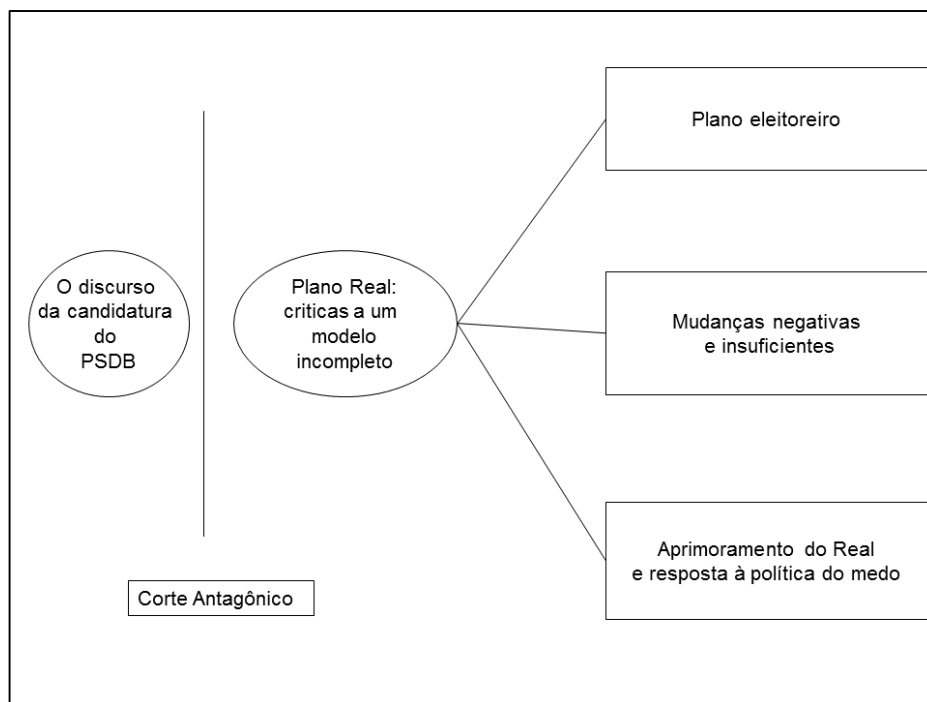 O discurso
da candidatura
do
PSDB
Plano Real:
criticas a um
modelo
incompleto
Plano eleitoreiro
Mudanças negativas
e insuficientes
Aprimoramento do Real
e resposta à política do medo
Corte Antagônico